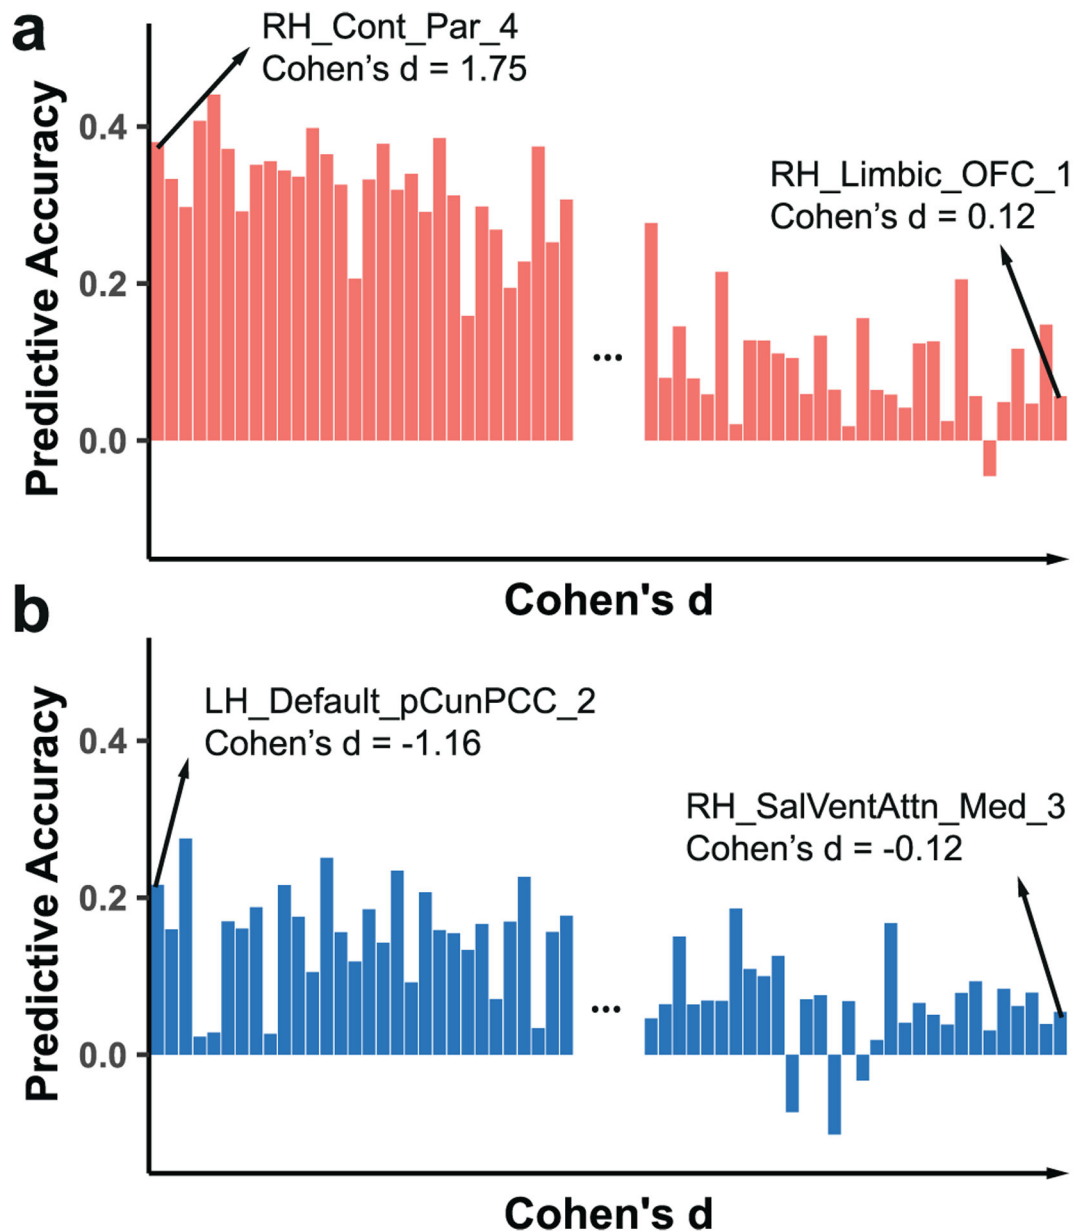 a
RH_Cont_Par_4
Cohen’s d = 1.75
RH_Limbic_OFC_1
Cohen’s d = 0.12
Predictive Accuracy
0.4
0.2
0.0
...
Cohen's d
b
LH_Default_pCunPCC_2
Cohen’s d = -1.16
RH_SalVentAttn_Med_3
Cohen’s d = -0.12
Predictive Accuracy
0.4
0.2
0.0
...
Cohen's d